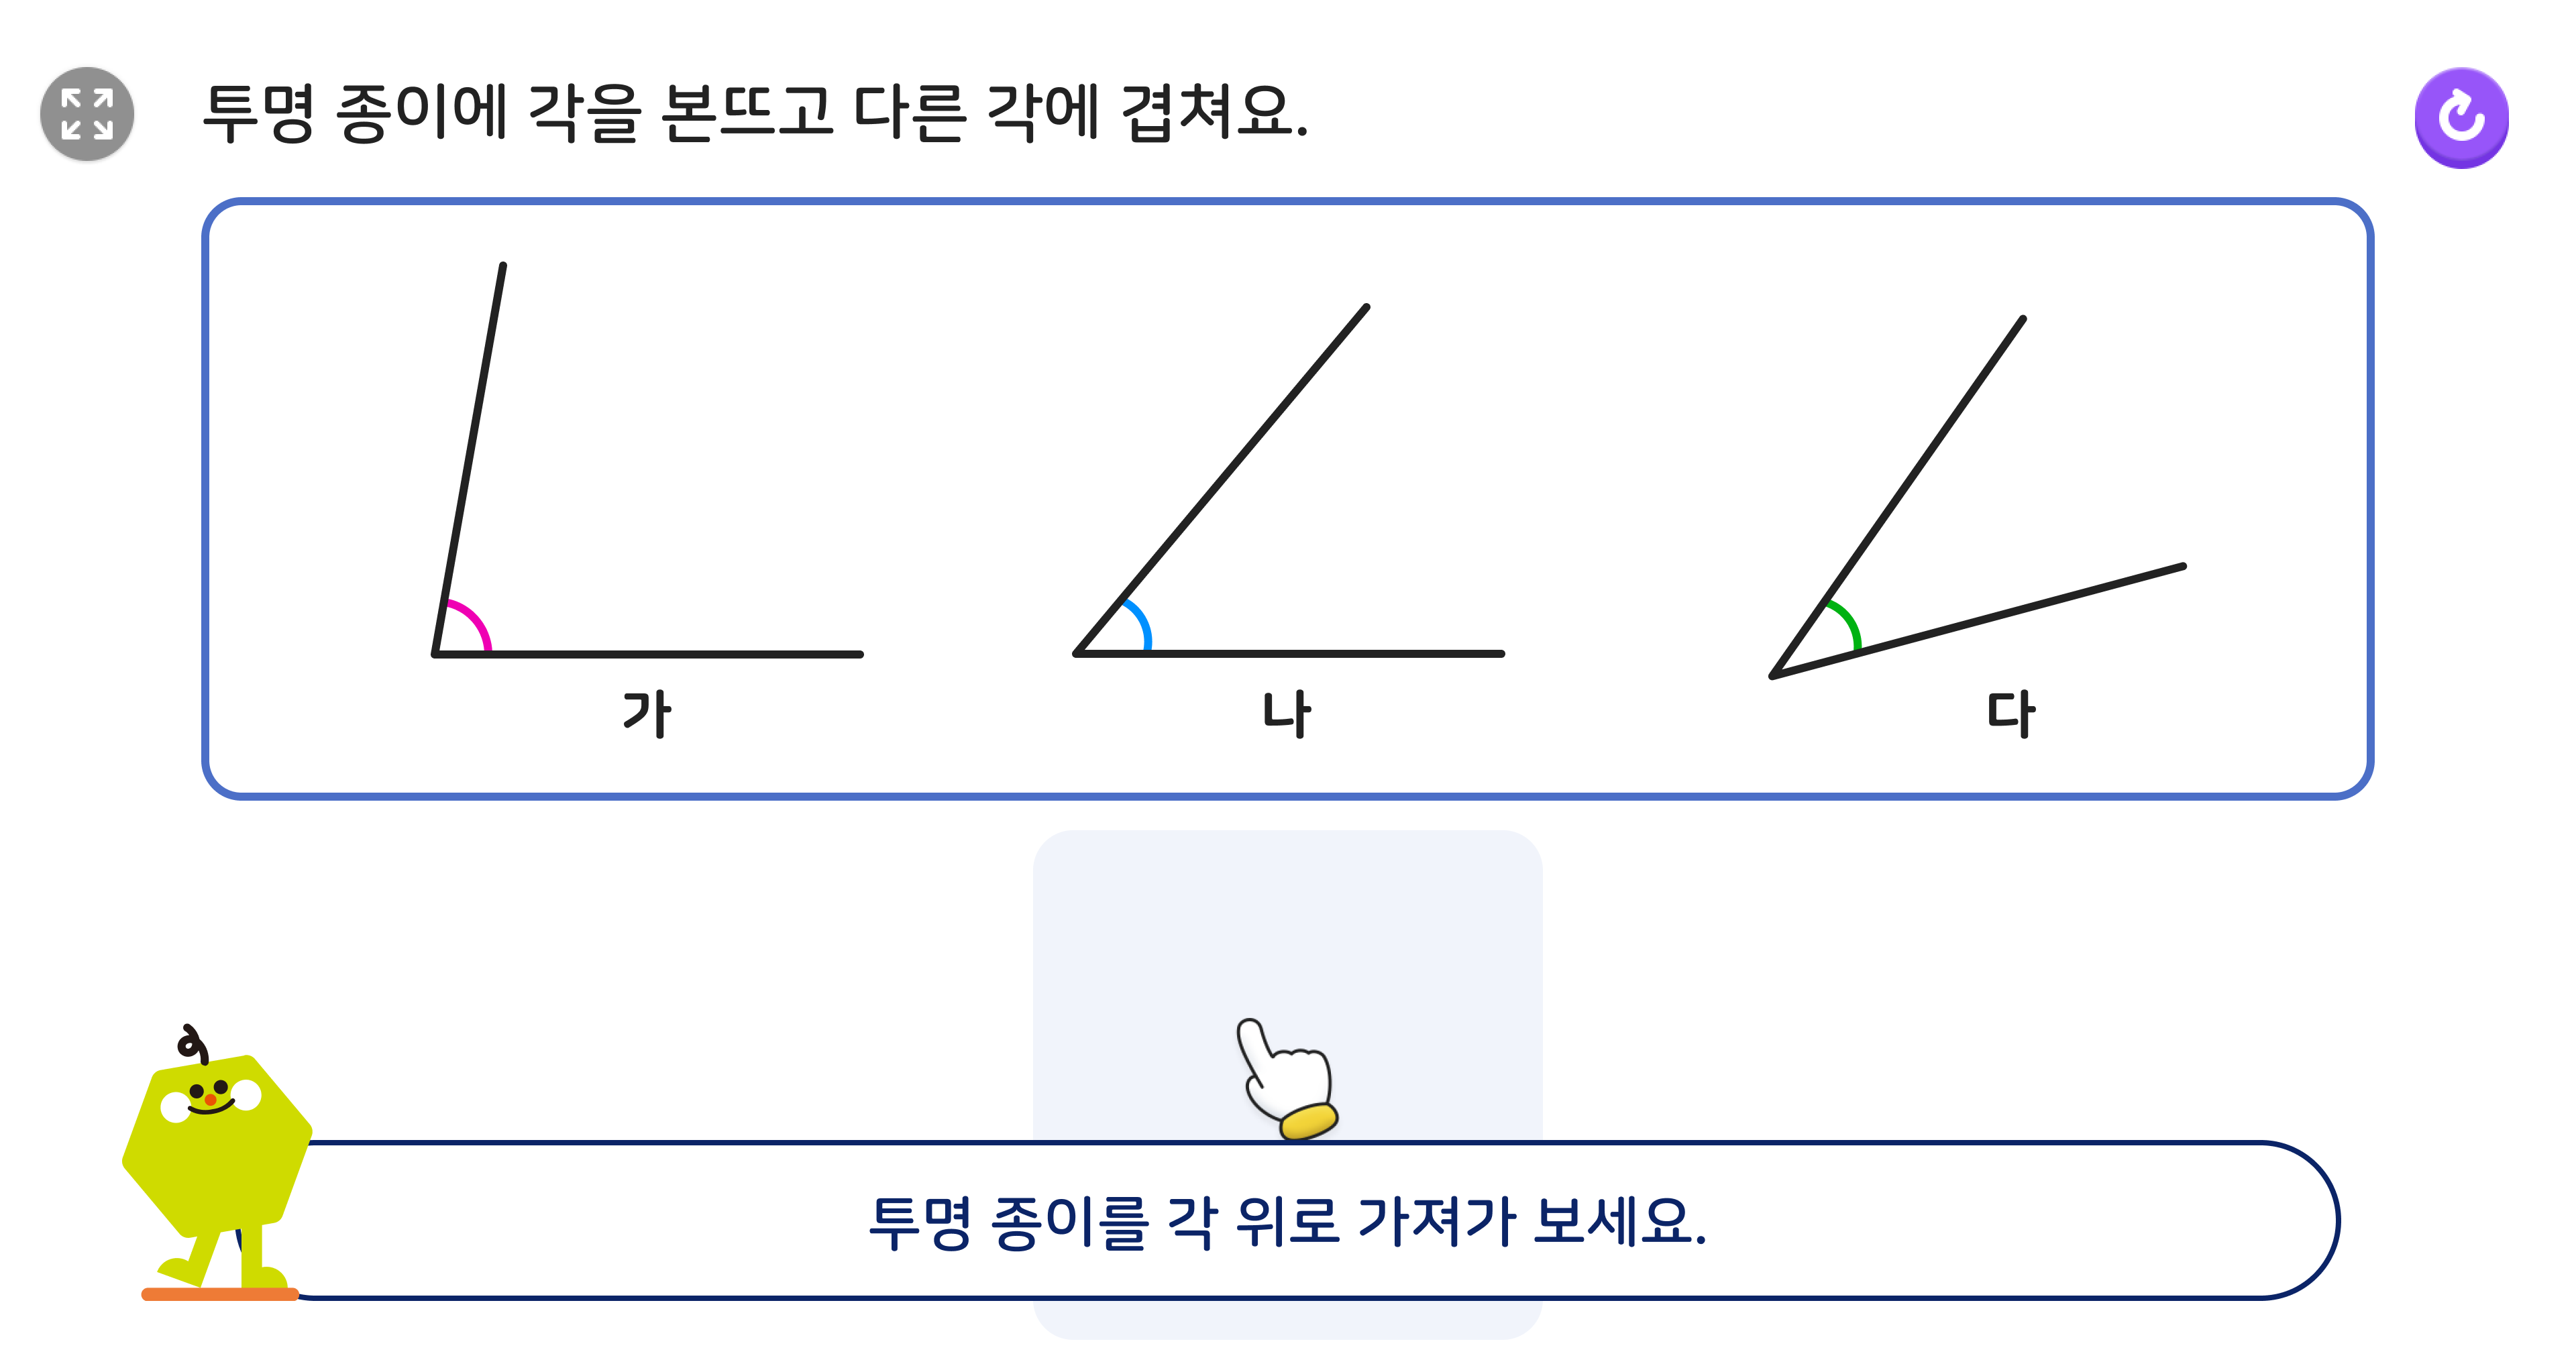 투명 종이에 각을 본뜨고 다른 각에 겹쳐요.
가 나 다
투명 종이를 각 위로 가져가 보세요.